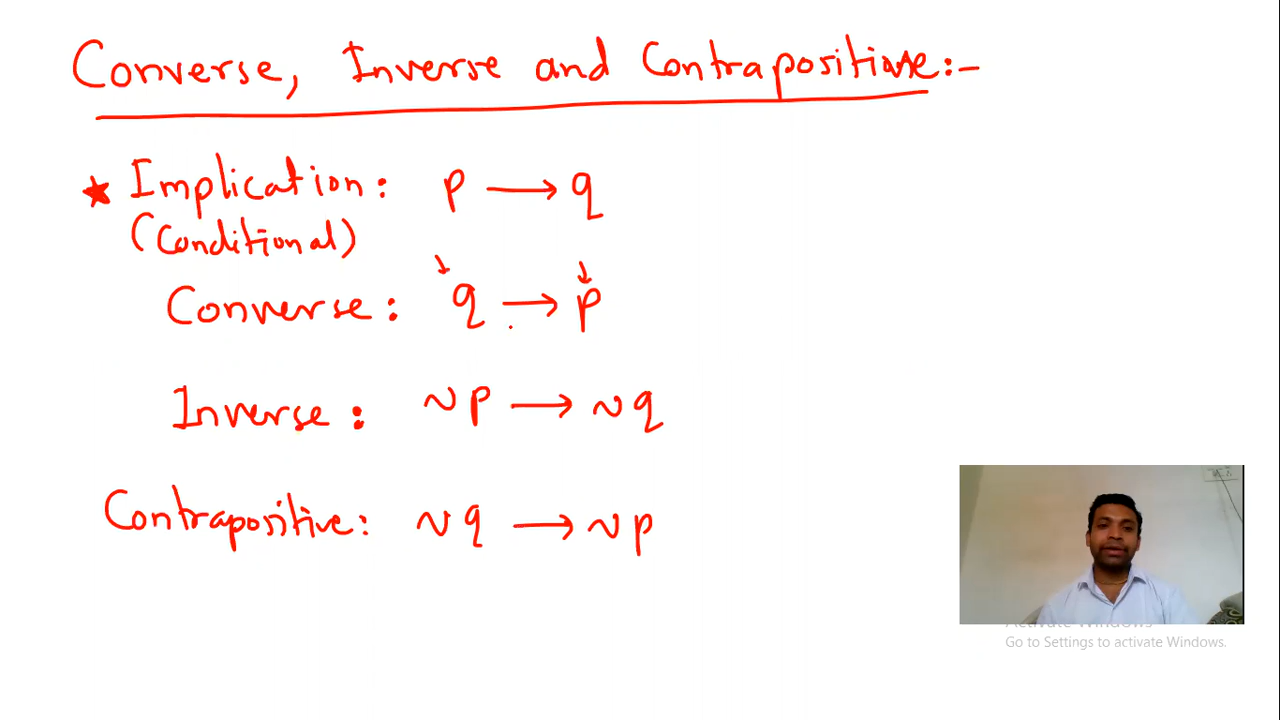 Converse, Inverse and Contrapositive:-
★ Implication: p → q
(Conditional)
Converse: q → p
Inverse: ~p → ~q
Contrapositive: ~q → ~p
Activate Windows
Go to Settings to activate Windows.